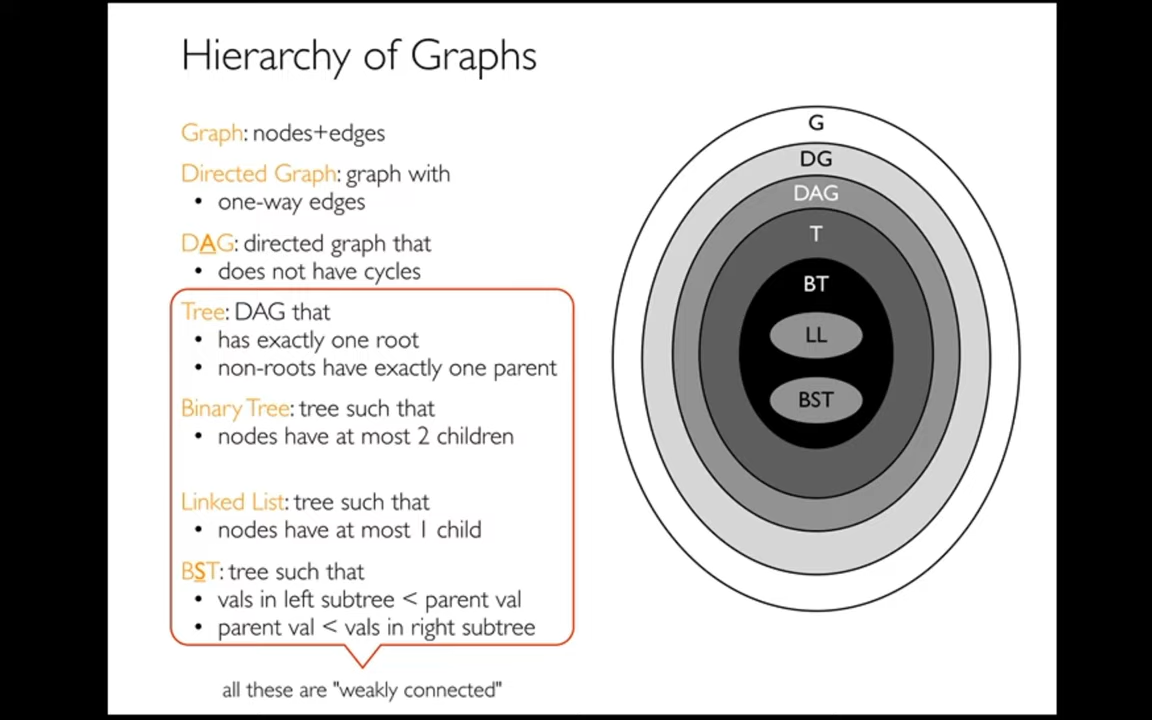 Hierarchy of Graphs
Graph: nodes+edges
Directed Graph: graph with
• one-way edges
DAG: directed graph that
• does not have cycles
Tree: DAG that
• has exactly one root
• non-roots have exactly one parent
Binary Tree: tree such that
• nodes have at most 2 children
Linked List: tree such that
• nodes have at most 1 child
BST: tree such that
• vals in left subtree < parent val
• parent val < vals in right subtree
all these are "weakly connected"
G
DG
DAG
T
BT
LL
BST